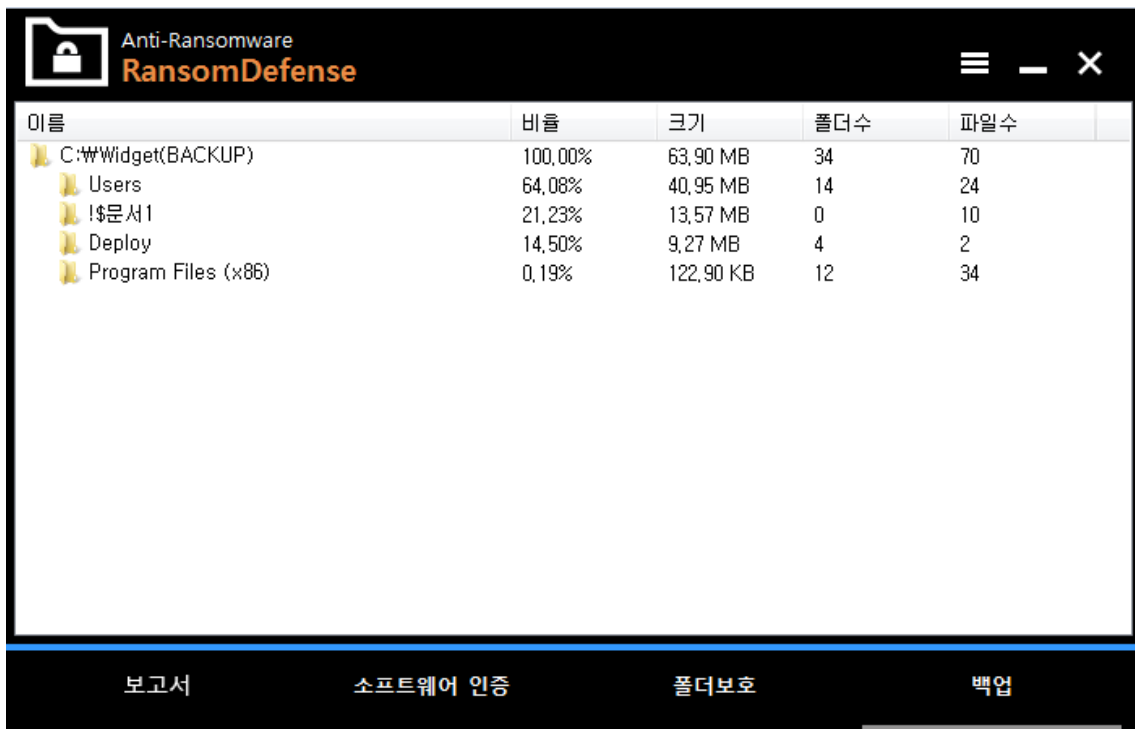 Anti-Ransomware
RansomDefense
이름 비율 크기 폴더수 파일수
C:₩Widget(BACKUP) 100,00% 63,90 MB 34 70
Users 64,08% 40,95 MB 14 24
!$문서1 21,23% 13,57 MB 0 10
Deploy 14,50% 9,27 MB 4 2
Program Files (x86) 0,19% 122,90 KB 12 34
보고서 소프트웨어 인증 폴더보호 백업